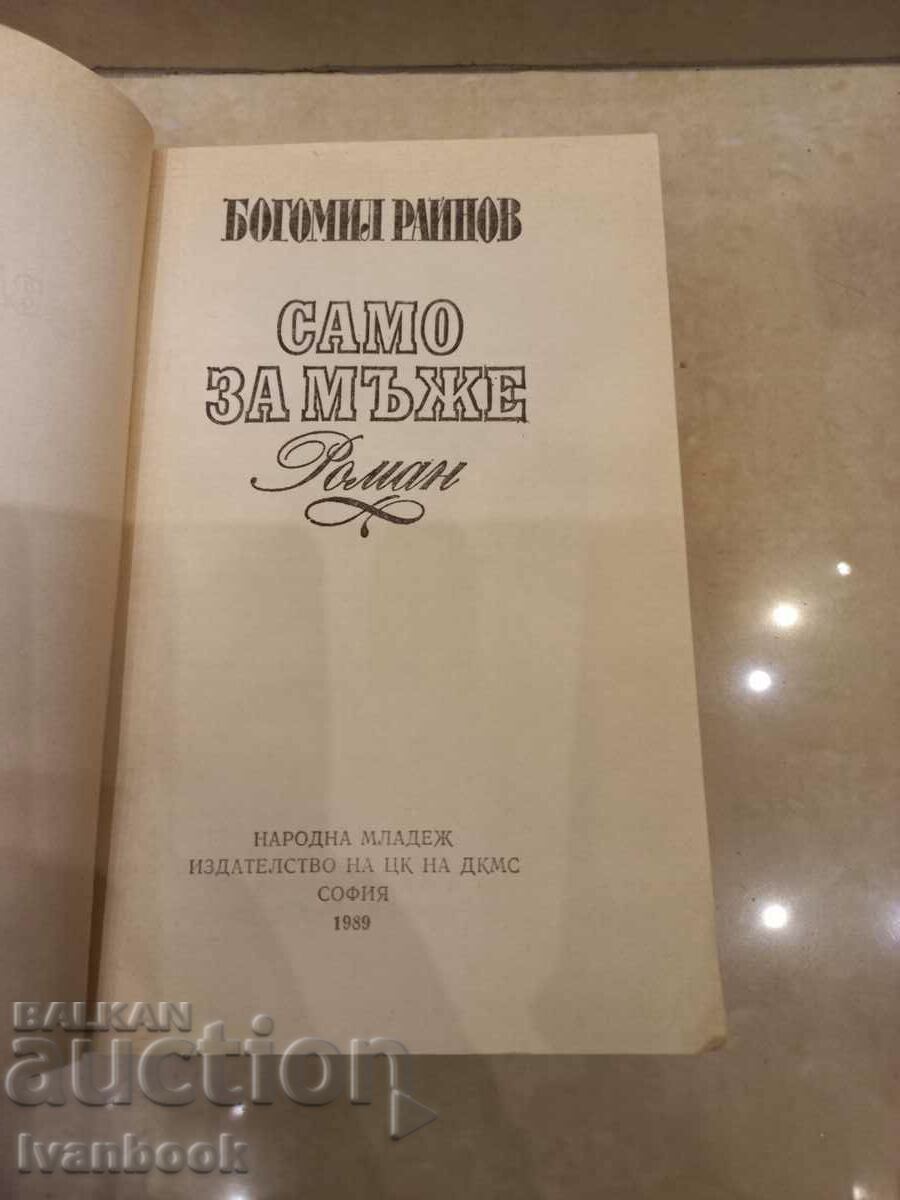 БОГОМИЛ РАЙНОВ
САМО
ЗА МЪЖЕ
Роман
НАРОДНА МЛАДЕЖ
ИЗДАТЕЛСТВО НА ЦК НА ДКМС
СОФИЯ
1989
BALKAN
auction
Ivanbook